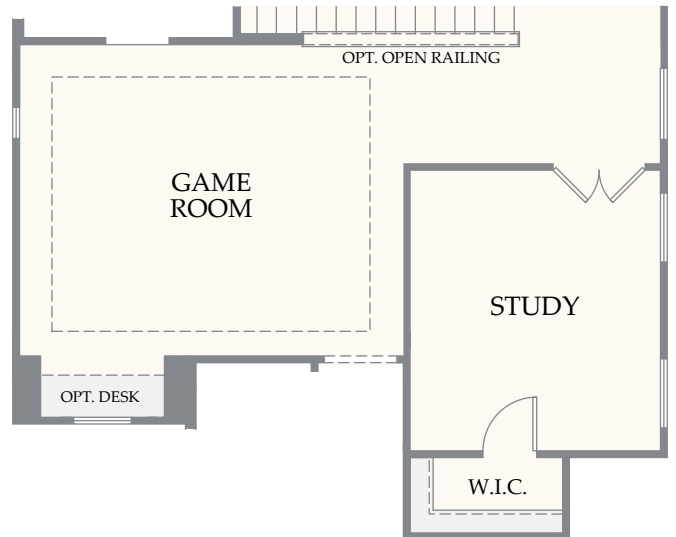 OPT. OPEN RAILING
GAME
ROOM
STUDY
OPT. DESK
W.I.C.